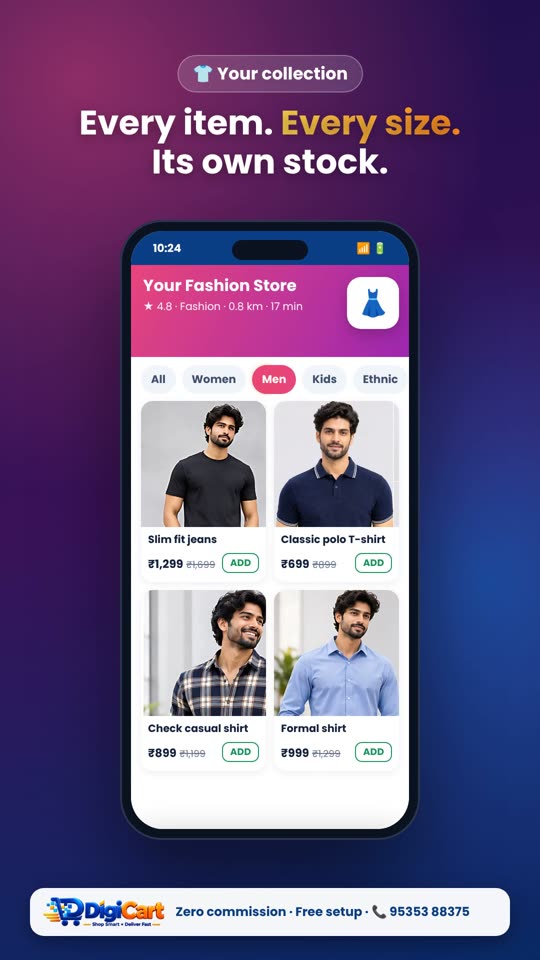 👕 Your collection
Every item. Every size.
Its own stock.
10:24
Your Fashion Store
★ 4.8 · Fashion · 0.8 km · 17 min
All Women Men Kids Ethnic
Slim fit jeans
₹1,299 ₹1,699 ADD
Classic polo T-shirt
₹699 ₹899 ADD
Check casual shirt
₹899 ₹1,199 ADD
Formal shirt
₹999 ₹1,299 ADD
DigiCart
Shop Smart • Deliver Fast
Zero commission · Free setup · 📞 95353 88375